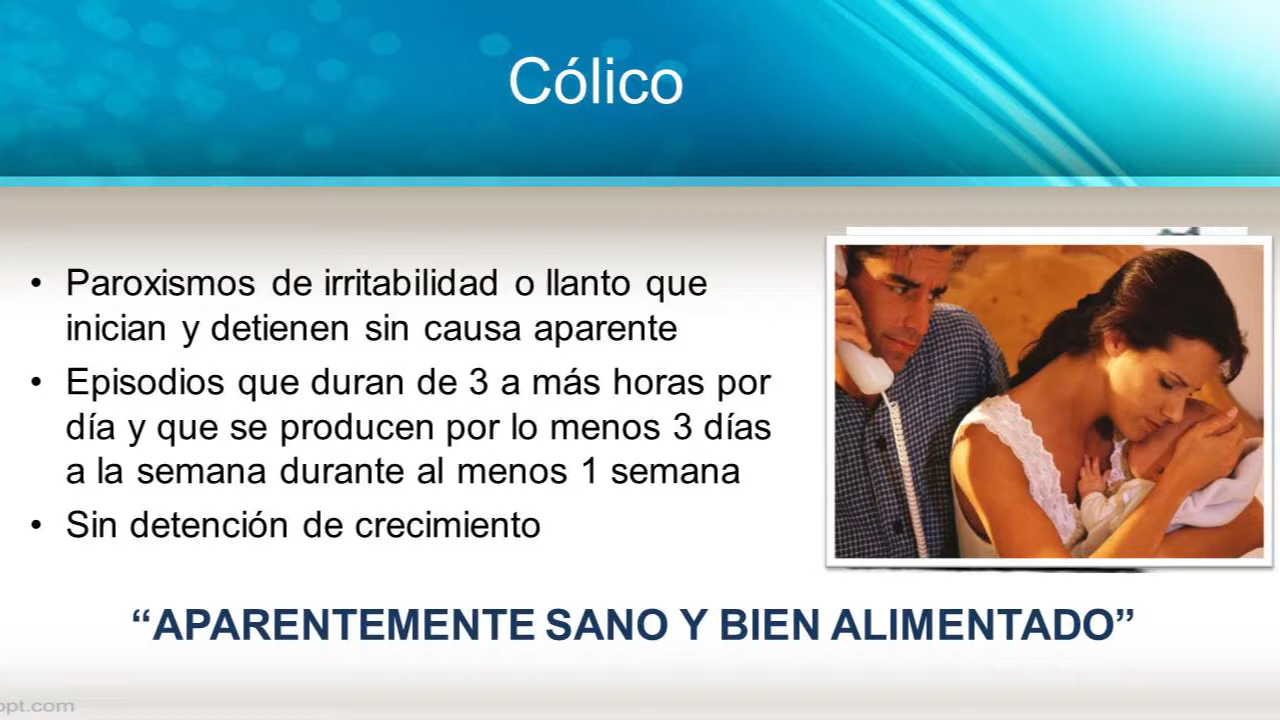 Cólico
• Paroxismos de irritabilidad o llanto que
inician y detienen sin causa aparente
• Episodios que duran de 3 a más horas por
día y que se producen por lo menos 3 días
a la semana durante al menos 1 semana
• Sin detención de crecimiento
“APARENTEMENTE SANO Y BIEN ALIMENTADO”
opt.com